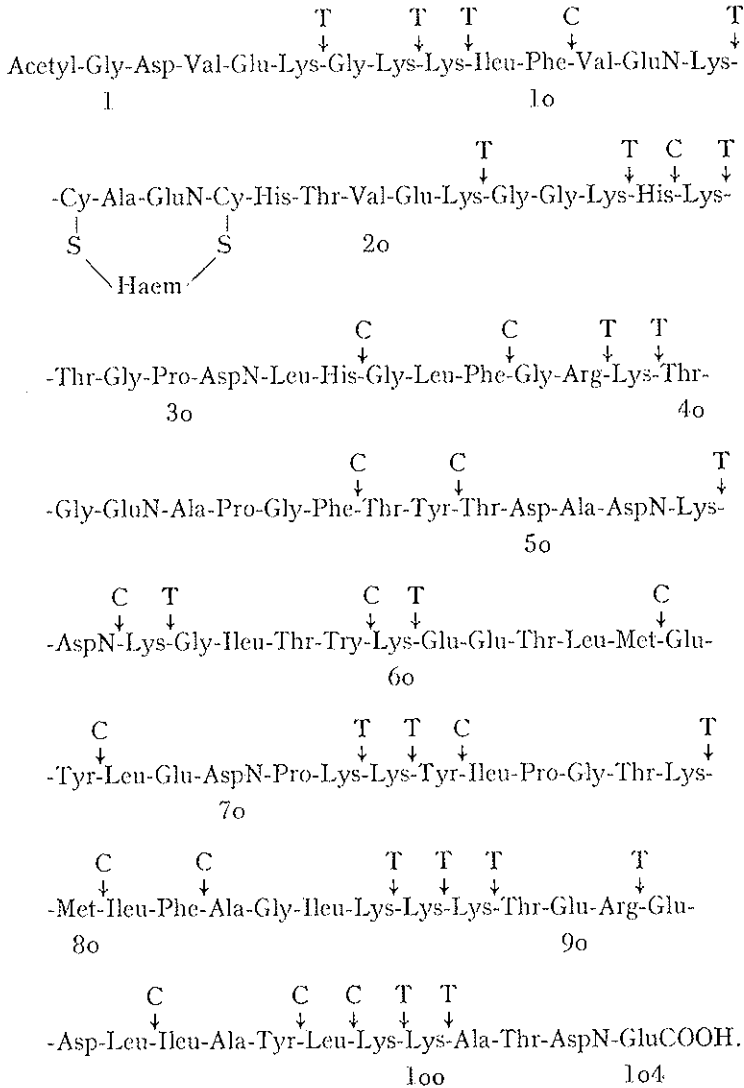 T T T C T
↓ ↓ ↓ ↓ ↓
Acetyl-Gly-Asp-Val-Glu-Lys-Gly-Lys-Lys-Ileu-Phe-Val-GluN-Lys-
1 10
T T C T
↓ ↓ ↓ ↓
-Cy-Ala-GluN-Cy-His-Thr-Val-Glu-Lys-Gly-Gly-Lys-His-Lys-
S S 20
Haem
C C T T
↓ ↓ ↓ ↓
-Thr-Gly-Pro-AspN-Leu-His-Gly-Leu-Phe-Gly-Arg-Lys-Thr-
30 40
C C T
↓ ↓ ↓
-Gly-GluN-Ala-Pro-Gly-Phe-Thr-Tyr-Thr-Asp-Ala-AspN-Lys-
50
C T C T C
↓ ↓ ↓ ↓ ↓
-AspN-Lys-Gly-Ileu-Thr-Try-Lys-Glu-Glu-Thr-Leu-Met-Glu-
60
C T T C T
↓ ↓ ↓ ↓ ↓
-Tyr-Leu-Glu-AspN-Pro-Lys-Lys-Tyr-Ileu-Pro-Gly-Thr-Lys-
70
C C T T T T
↓ ↓ ↓ ↓ ↓ ↓
-Met-Ileu-Phe-Ala-Gly-Ileu-Lys-Lys-Lys-Thr-Glu-Arg-Glu-
80 90
C C C T T
↓ ↓ ↓ ↓ ↓
-Asp-Leu-Ileu-Ala-Tyr-Leu-Lys-Lys-Ala-Thr-AspN-GluCOOH.
100 104